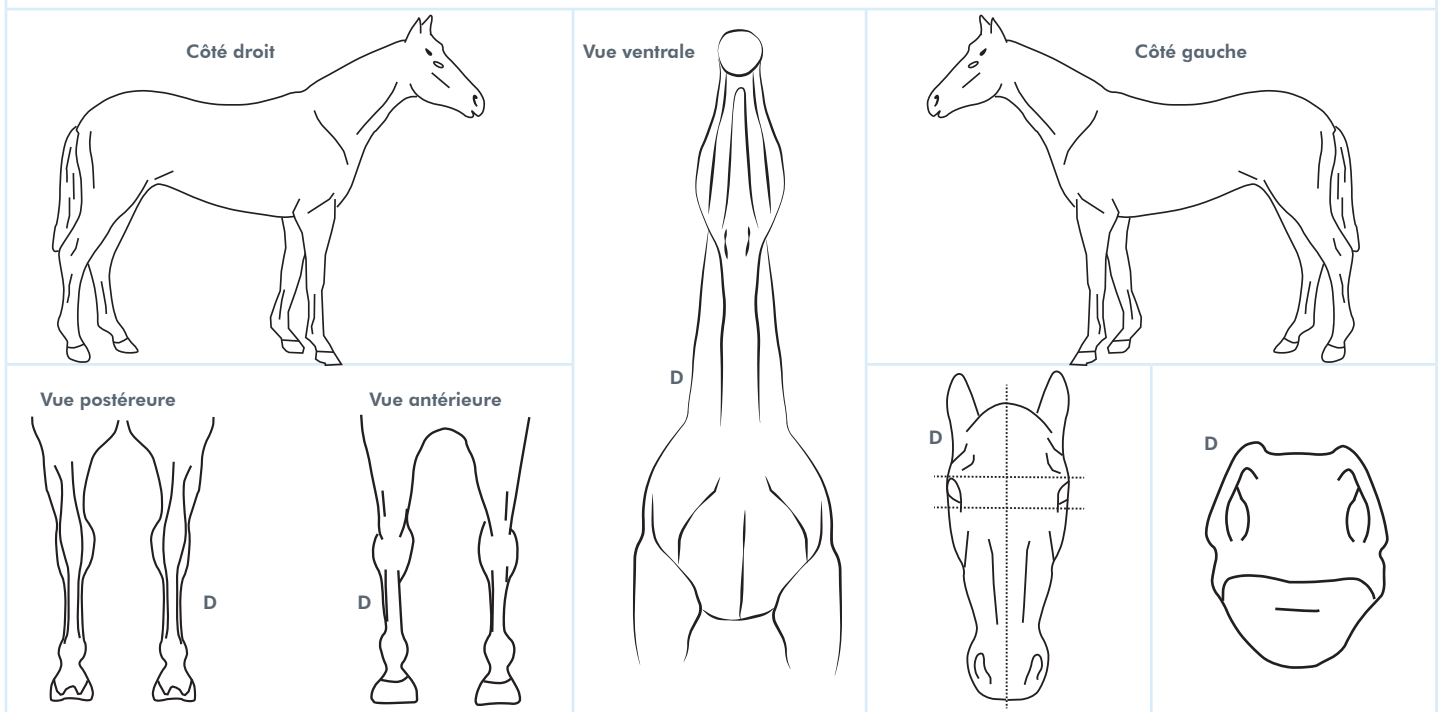 Côté droit
Vue ventrale
Côté gauche
D
Vue postéreure
Vue antérieure
D
D
D
D